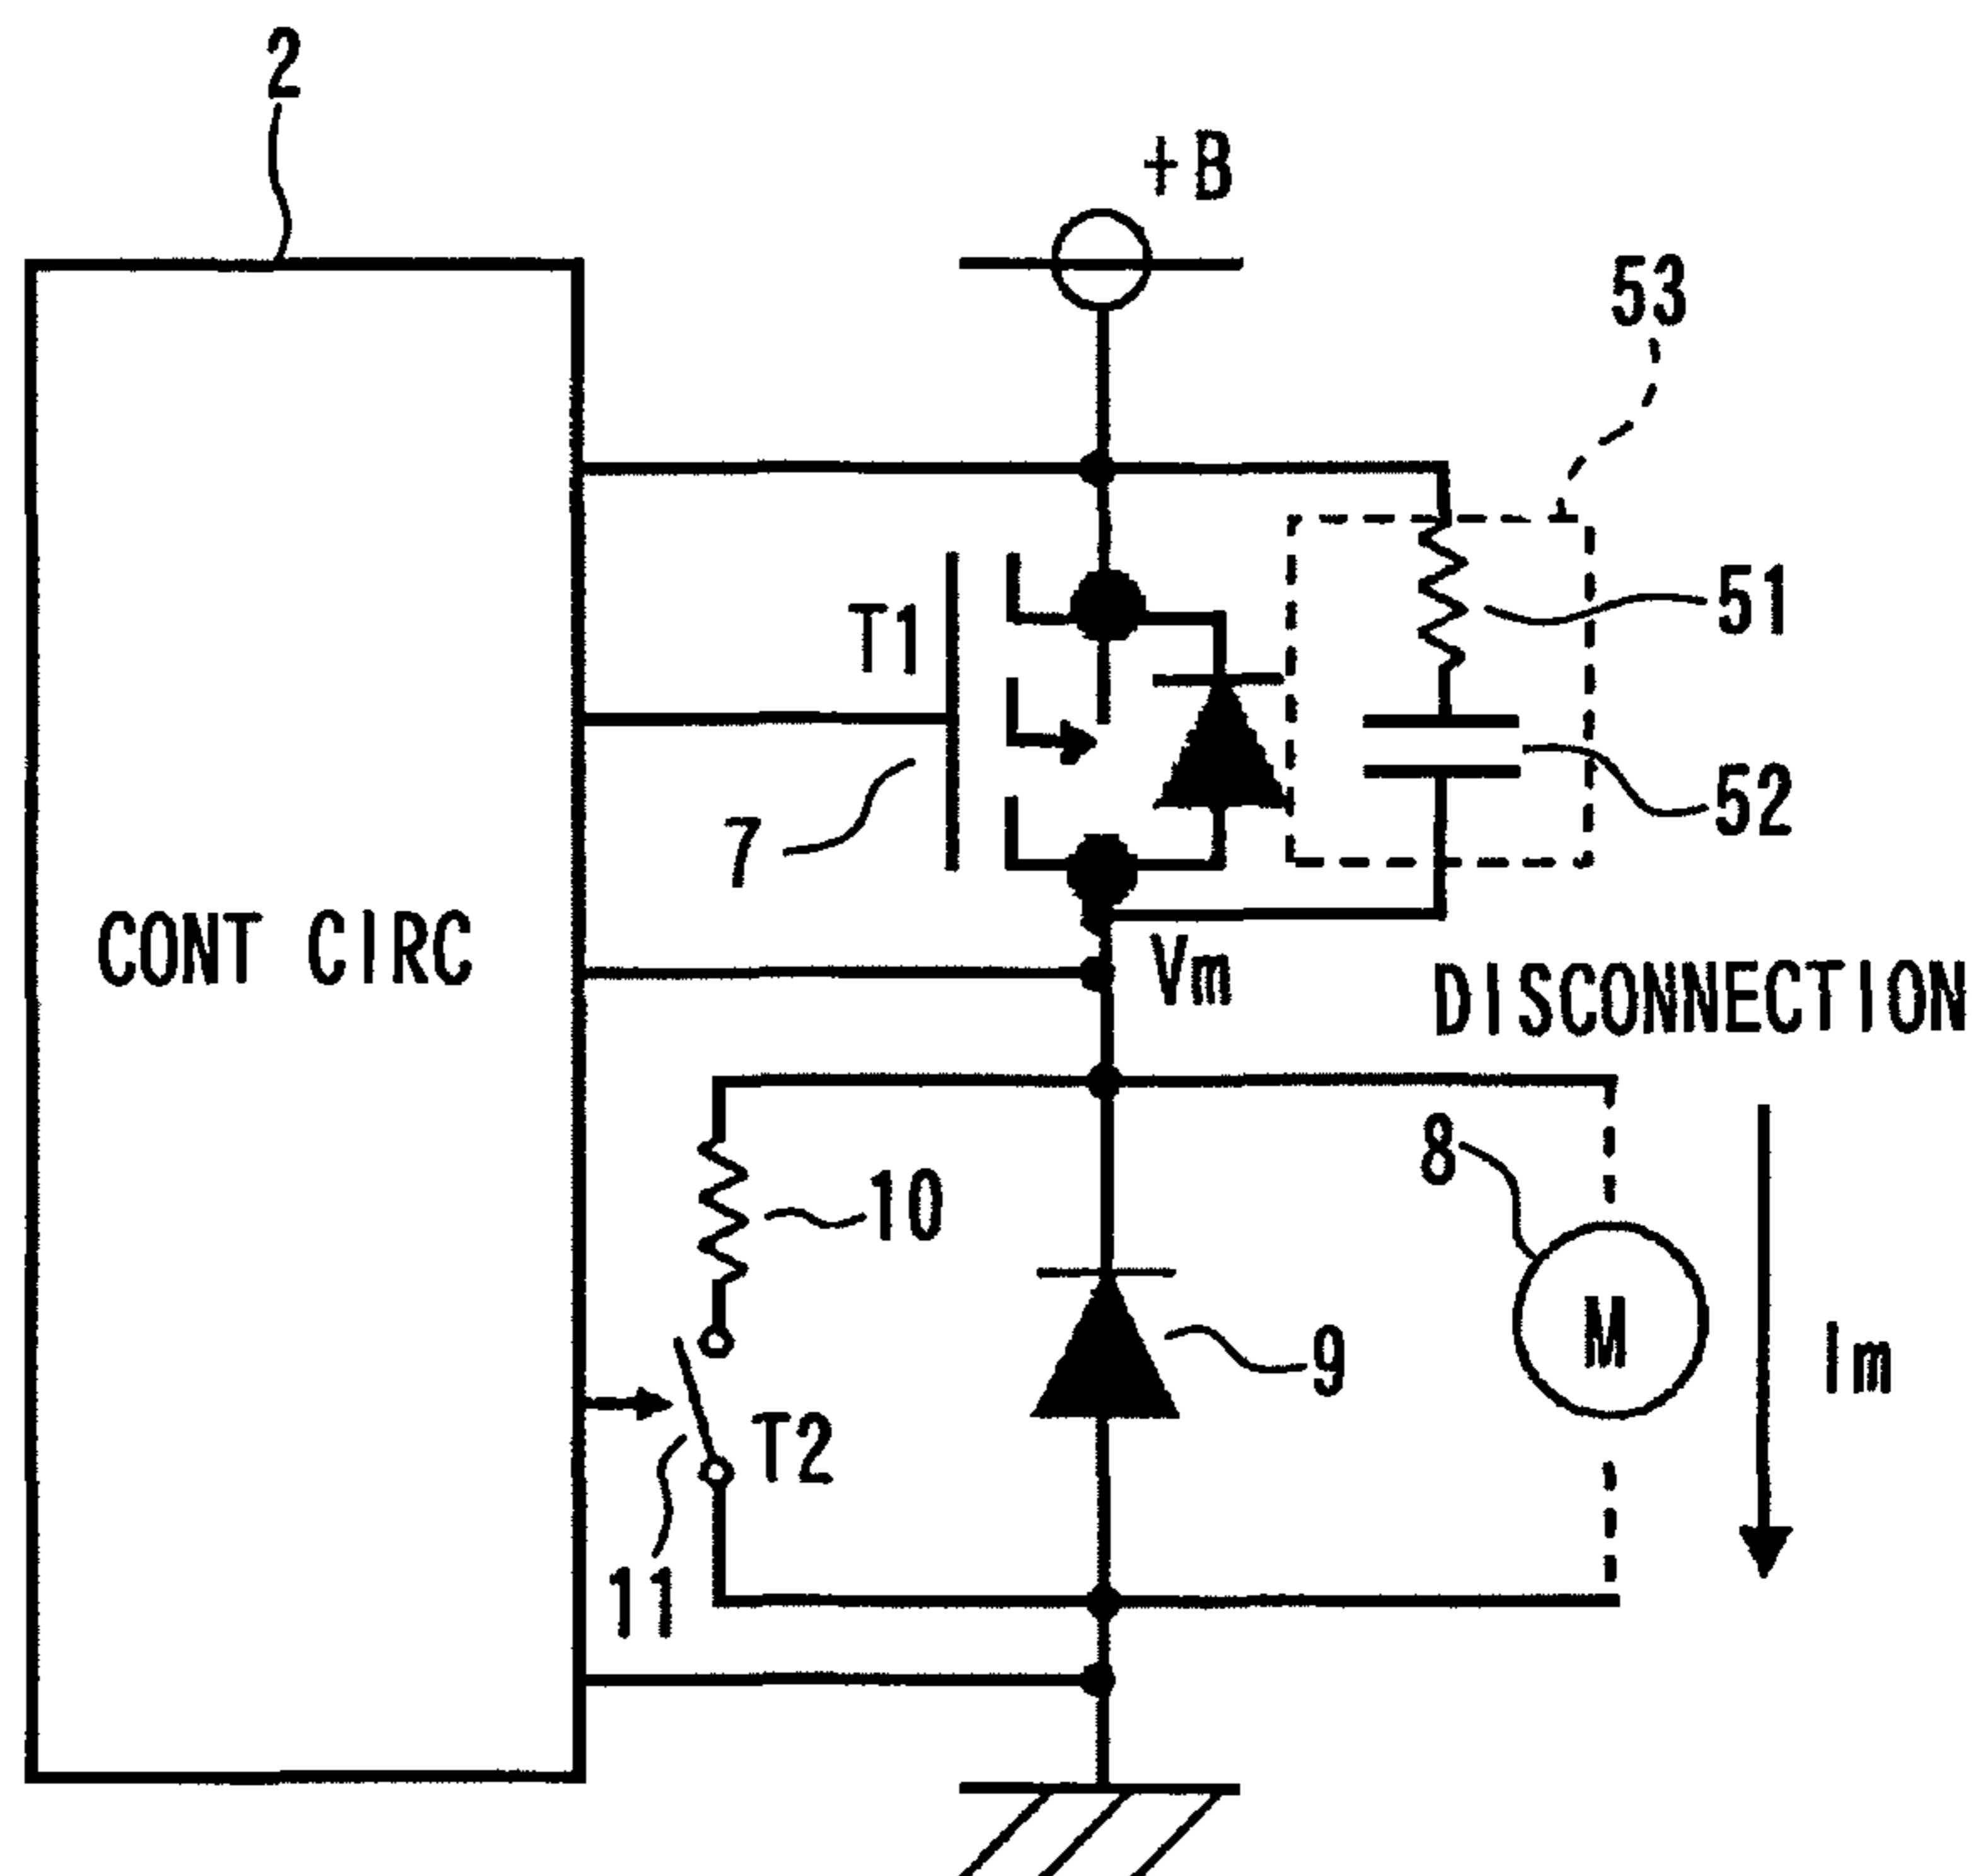 2
+B
53
T1
51
7
52
CONT CIRC
Vm
DISCONNECTION
8
10
M
Im
9
T2
11